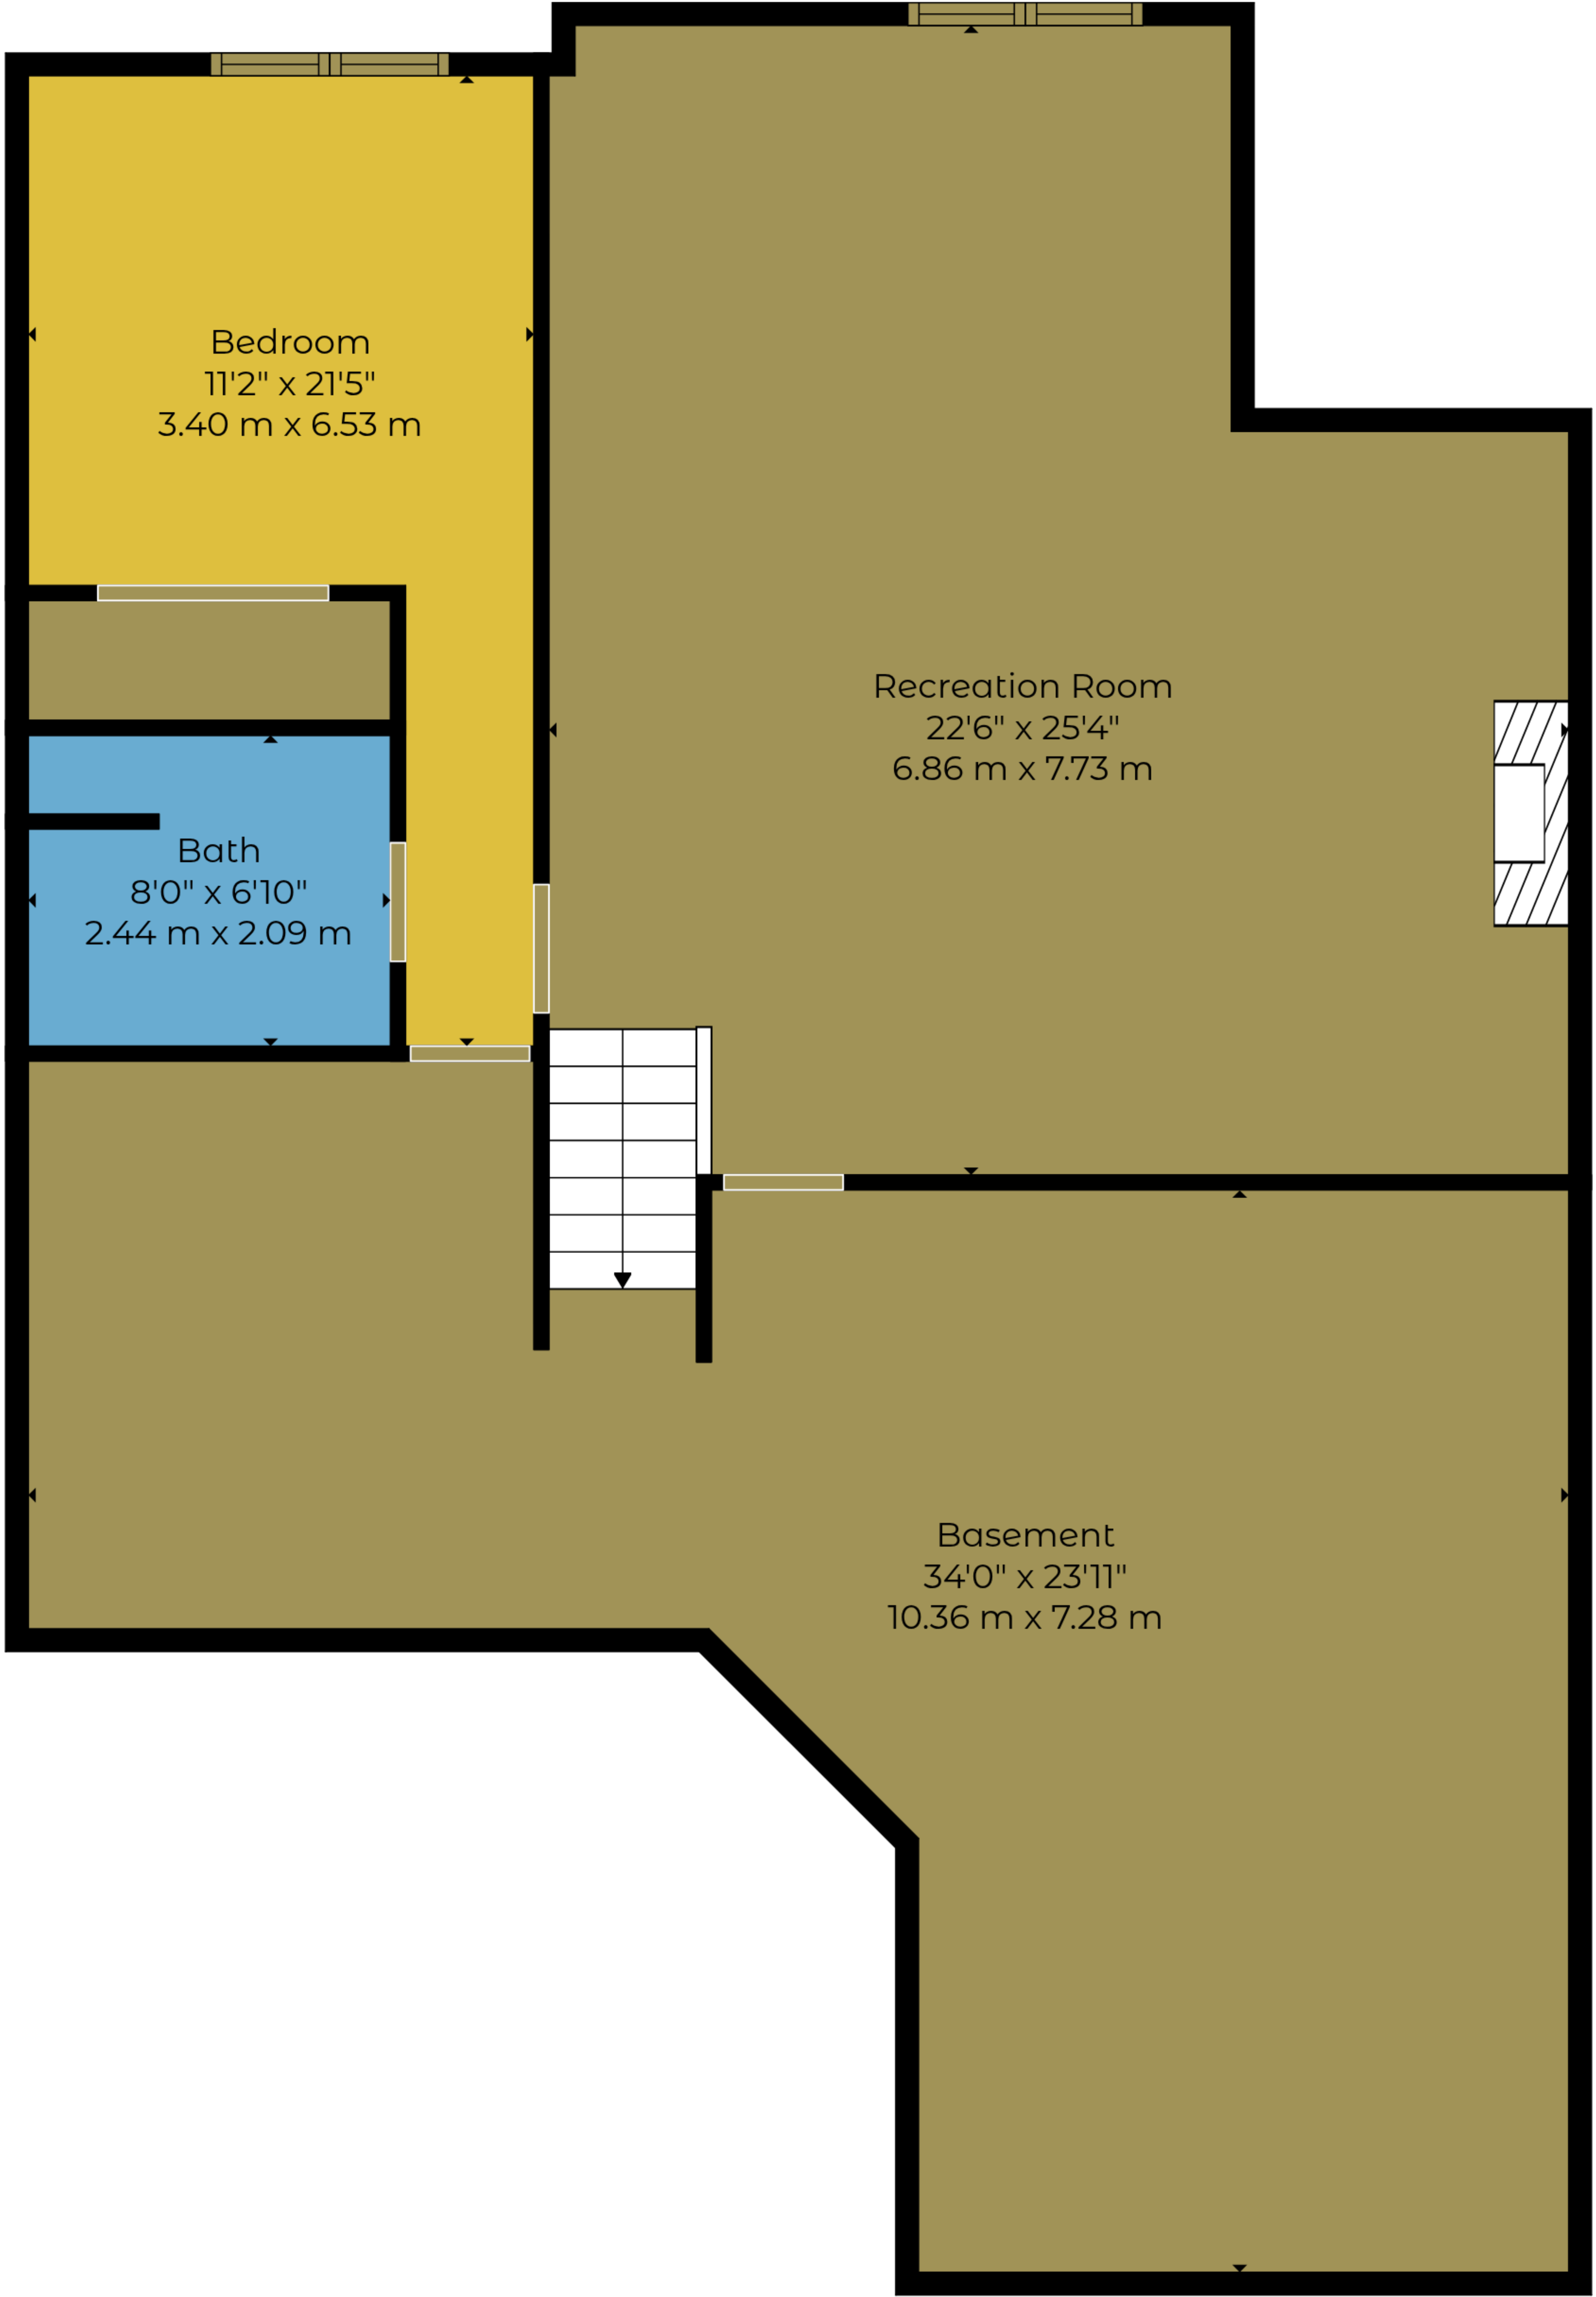 Bedroom
11'2" x 21'5"
3.40 m x 6.53 m
Recreation Room
22'6" x 25'4"
6.86 m x 7.73 m
Bath
8'0" x 6'10"
2.44 m x 2.09 m
Basement
34'0" x 23'11"
10.36 m x 7.28 m